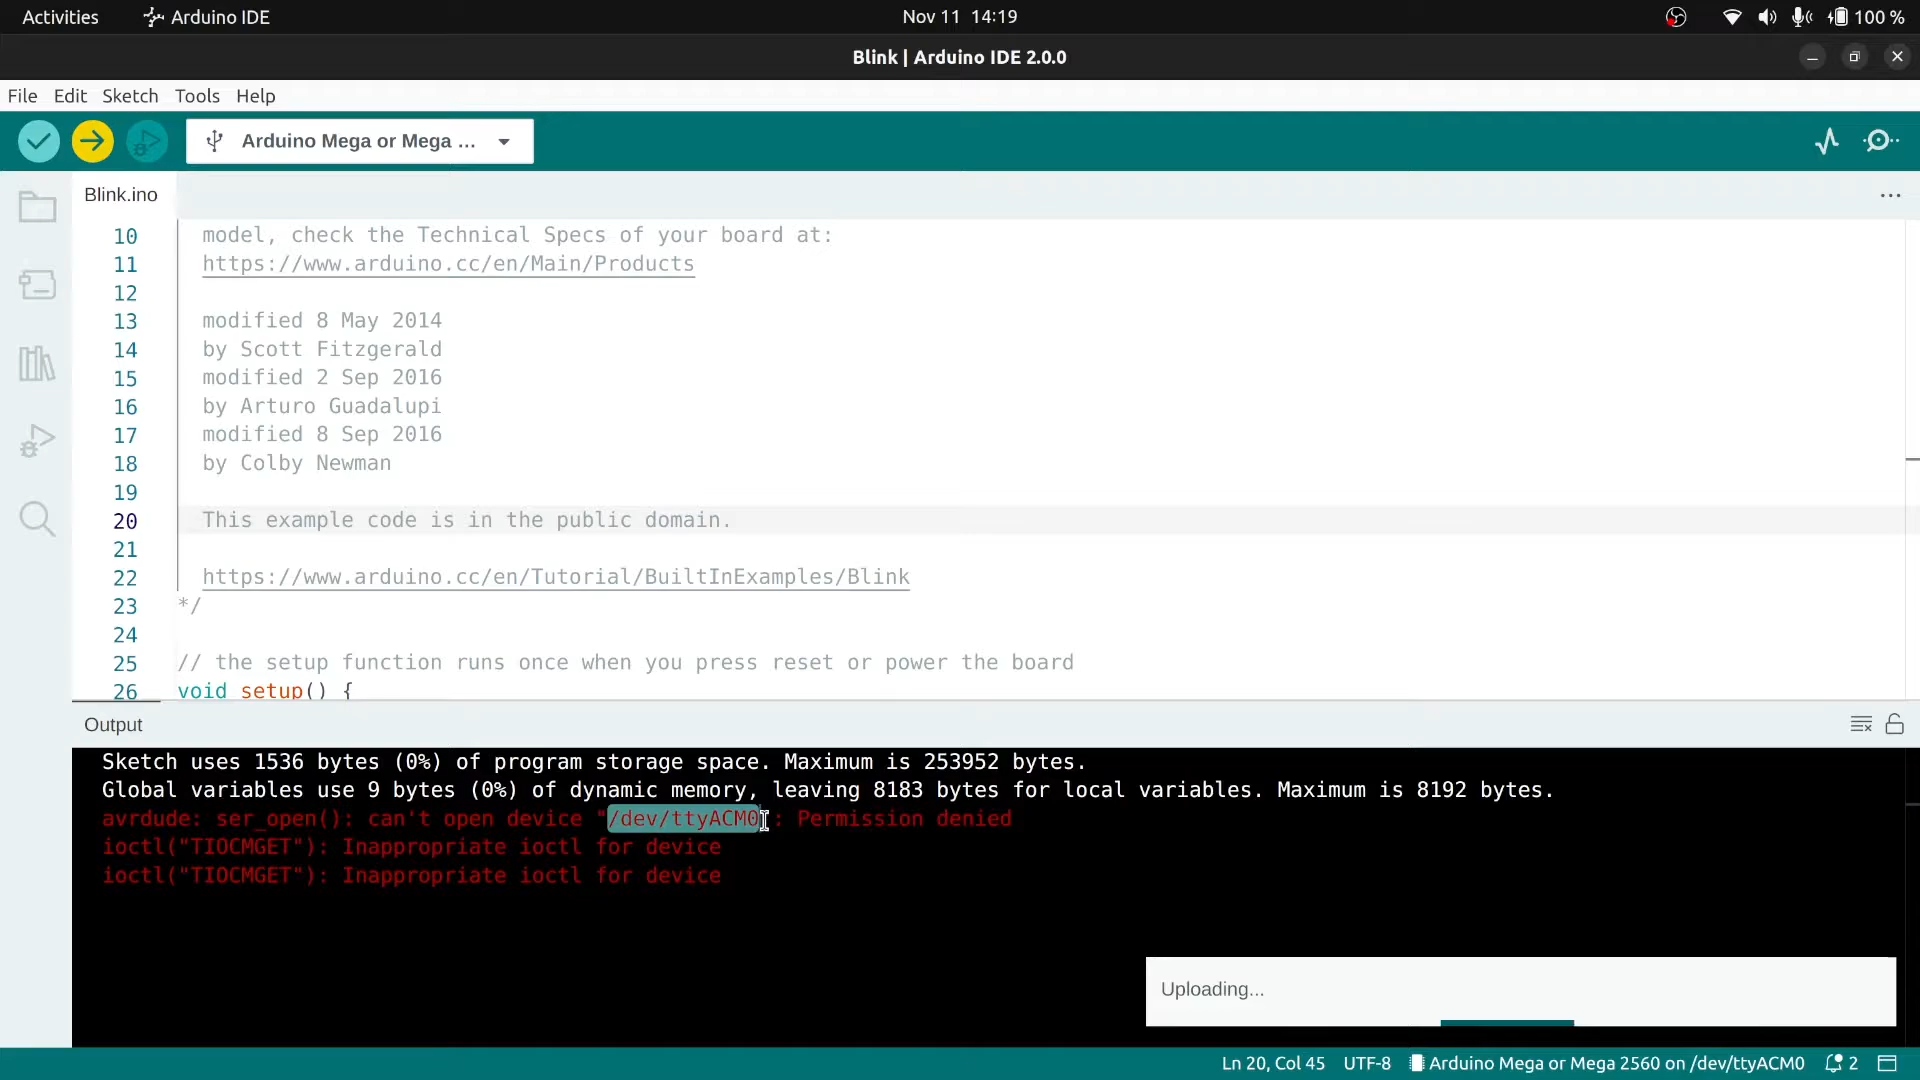 Activities
Arduino IDE
Nov 11 14:19
100 %
Blink | Arduino IDE 2.0.0
File Edit Sketch Tools Help
Arduino Mega or Mega ...
Blink.ino
10 model, check the Technical Specs of your board at:
11 https://www.arduino.cc/en/Main/Products
12
13 modified 8 May 2014
14 by Scott Fitzgerald
15 modified 2 Sep 2016
16 by Arturo Guadalupi
17 modified 8 Sep 2016
18 by Colby Newman
19
20 This example code is in the public domain.
21
22 https://www.arduino.cc/en/Tutorial/BuiltInExamples/Blink
23 */
24
25 // the setup function runs once when you press reset or power the board
26 void setup() {
Output
Sketch uses 1536 bytes (0%) of program storage space. Maximum is 253952 bytes.
Global variables use 9 bytes (0%) of dynamic memory, leaving 8183 bytes for local variables. Maximum is 8192 bytes.
avrdude: ser_open(): can't open device "/dev/ttyACM0": Permission denied
ioctl("TIOCMGET"): Inappropriate ioctl for device
ioctl("TIOCMGET"): Inappropriate ioctl for device
Uploading...
Ln 20, Col 45 UTF-8 Arduino Mega or Mega 2560 on /dev/ttyACM0 2